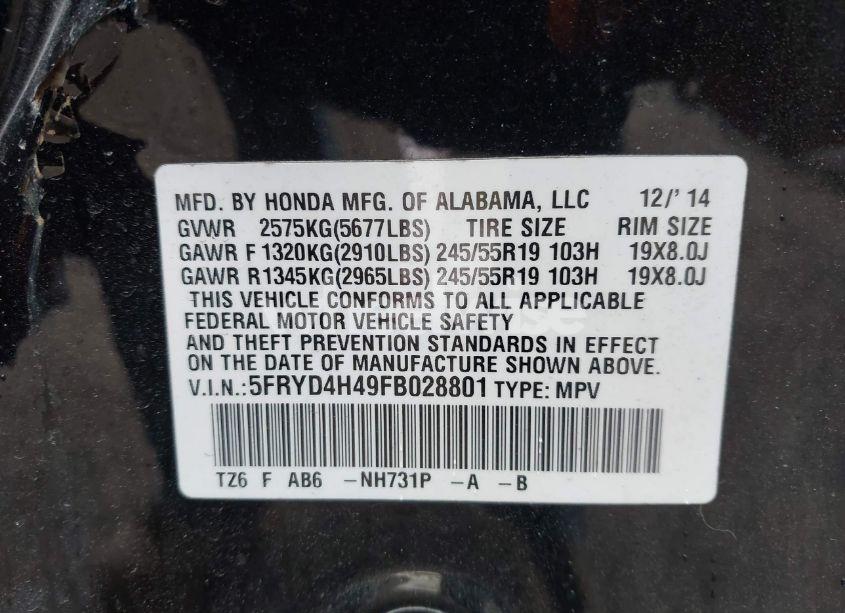 MFD. BY HONDA MFG. OF ALABAMA, LLC 12/' 14
GVWR 2575KG(5677LBS) TIRE SIZE RIM SIZE
GAWR F 1320KG(2910LBS) 245/55R19 103H 19X8.0J
GAWR R1345KG(2965LBS) 245/55R19 103H 19X8.0J
THIS VEHICLE CONFORMS TO ALL APPLICABLE
FEDERAL MOTOR VEHICLE SAFETY
AND THEFT PREVENTION STANDARDS IN EFFECT
ON THE DATE OF MANUFACTURE SHOWN ABOVE.
V.I.N.:5FRYD4H49FB028801 TYPE: MPV
TZ6 F AB6 -NH731P -A -B